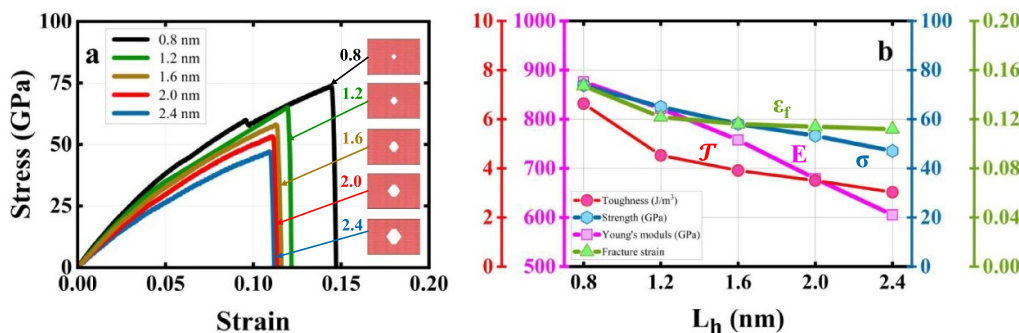 a
Stress (GPa)
100
75
50
25
0
0.00
0.05
0.10
0.15
0.20
Strain
0.8 nm
1.2 nm
1.6 nm
2.0 nm
2.4 nm
0.8
1.2
1.6
2.0
2.4
b
10
8
6
4
2
0
1000
900
800
700
600
500
εf
𝒯
E
σ
Toughness (J/m³)
Strength (GPa)
Young's moduls (GPa)
Fracture strain
0.8
1.2
1.6
2.0
2.4
Lh (nm)
100
80
60
40
20
0
0.20
0.16
0.12
0.08
0.04
0.00